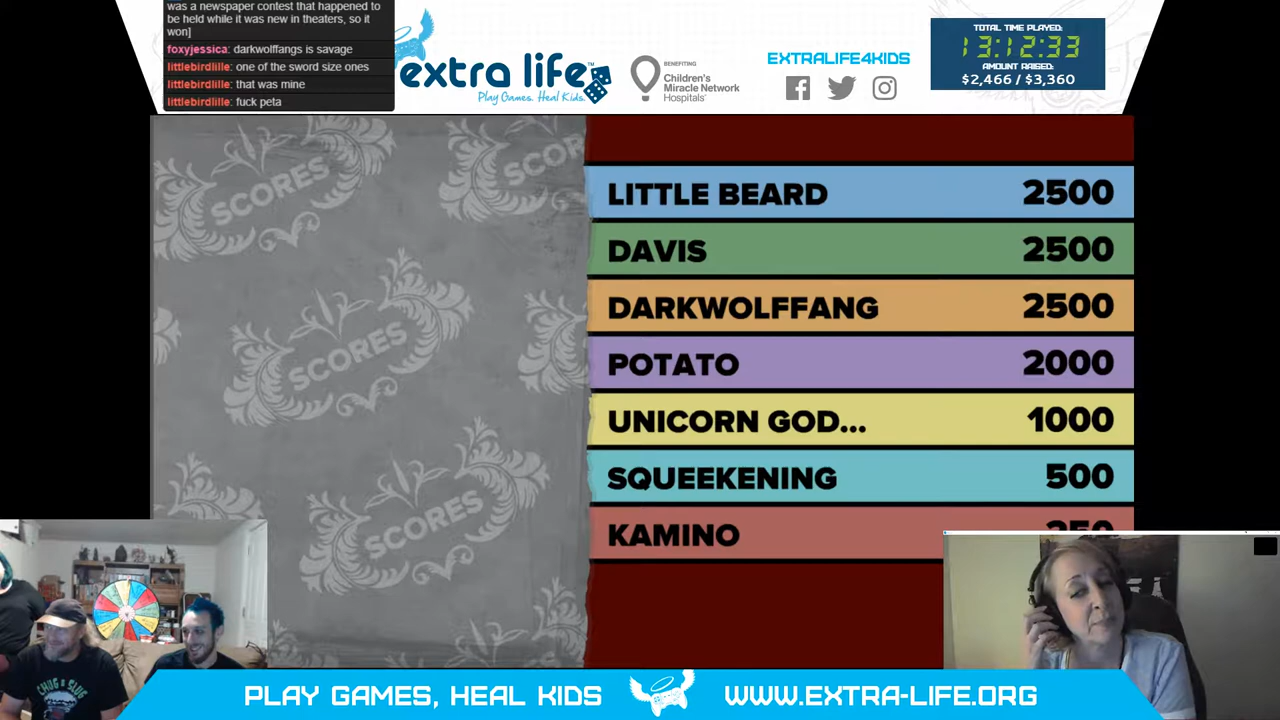 was a newspaper contest that happened to
be held while it was new in theaters, so it
won]
foxyjessica: darkwolffangs is savage
littlebirdlille: one of the sword size ones
littlebirdlille: that was mine
littlebirdlille: fuck peta
extra life
Play Games. Heal Kids.
BENEFITING
Children's
Miracle Network
Hospitals
EXTRALIFE4KIDS
TOTAL TIME PLAYED:
13:12:33
AMOUNT RAISED:
$2,466 / $3,360
SCORES
SCORES
SCORES
SCORES
LITTLE BEARD 2500
DAVIS 2500
DARKWOLFFANG 2500
POTATO 2000
UNICORN GOD... 1000
SQUEEKENING 500
KAMINO 250
CHUG & SLUG
PLAY GAMES, HEAL KIDS
WWW.EXTRA-LIFE.ORG